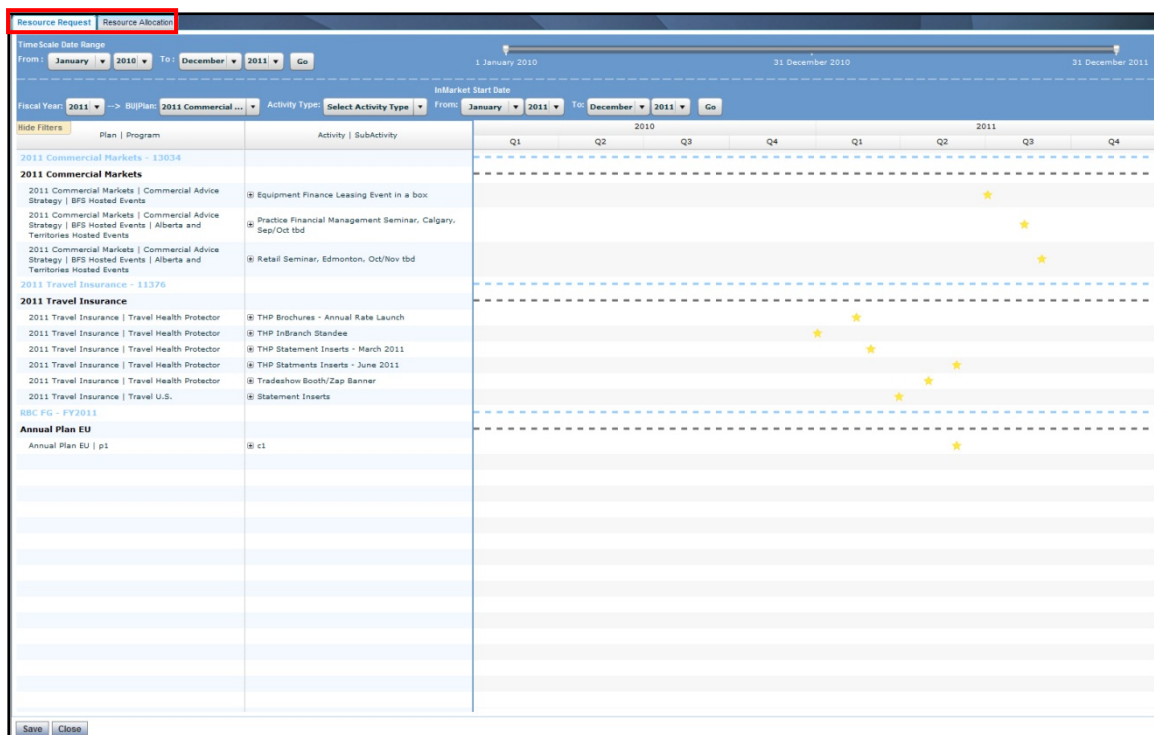 Resource Request Resource Allocation
TimeScale Date Range
From : January 2010 To : December 2011 Go
1 January 2010 31 December 2010 31 December 2011
InMarket Start Date
Fiscal Year: 2011 --> BU|Plan: 2011 Commercial ... Activity Type: Select Activity Type From: January 2011 To: December 2011 Go
Hide Filters
Plan | Program Activity | SubActivity 2010 2011
Q1 Q2 Q3 Q4 Q1 Q2 Q3 Q4
2011 Commercial Markets - 13034
2011 Commercial Markets
2011 Commercial Markets | Commercial Advice
Strategy | BFS Hosted Events
Equipment Finance Leasing Event in a box
2011 Commercial Markets | Commercial Advice
Strategy | BFS Hosted Events | Alberta and
Territories Hosted Events
Practice Financial Management Seminar, Calgary,
Sep/Oct tbd
2011 Commercial Markets | Commercial Advice
Strategy | BFS Hosted Events | Alberta and
Territories Hosted Events
Retail Seminar, Edmonton, Oct/Nov tbd
2011 Travel Insurance - 11376
2011 Travel Insurance
2011 Travel Insurance | Travel Health Protector THP Brochures - Annual Rate Launch
2011 Travel Insurance | Travel Health Protector THP InBranch Standee
2011 Travel Insurance | Travel Health Protector THP Statement Inserts - March 2011
2011 Travel Insurance | Travel Health Protector THP Statments Inserts - June 2011
2011 Travel Insurance | Travel Health Protector Tradeshow Booth/Zap Banner
2011 Travel Insurance | Travel U.S. Statement Inserts
RBC FG - FY2011
Annual Plan EU
Annual Plan EU | p1 c1
Save Close